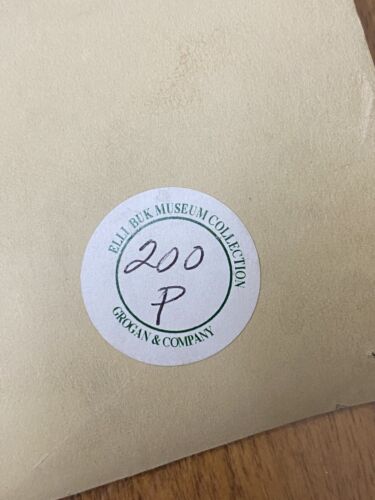 ELLI BUK MUSEUM COLLECTION
200
P
GROGAN & COMPANY